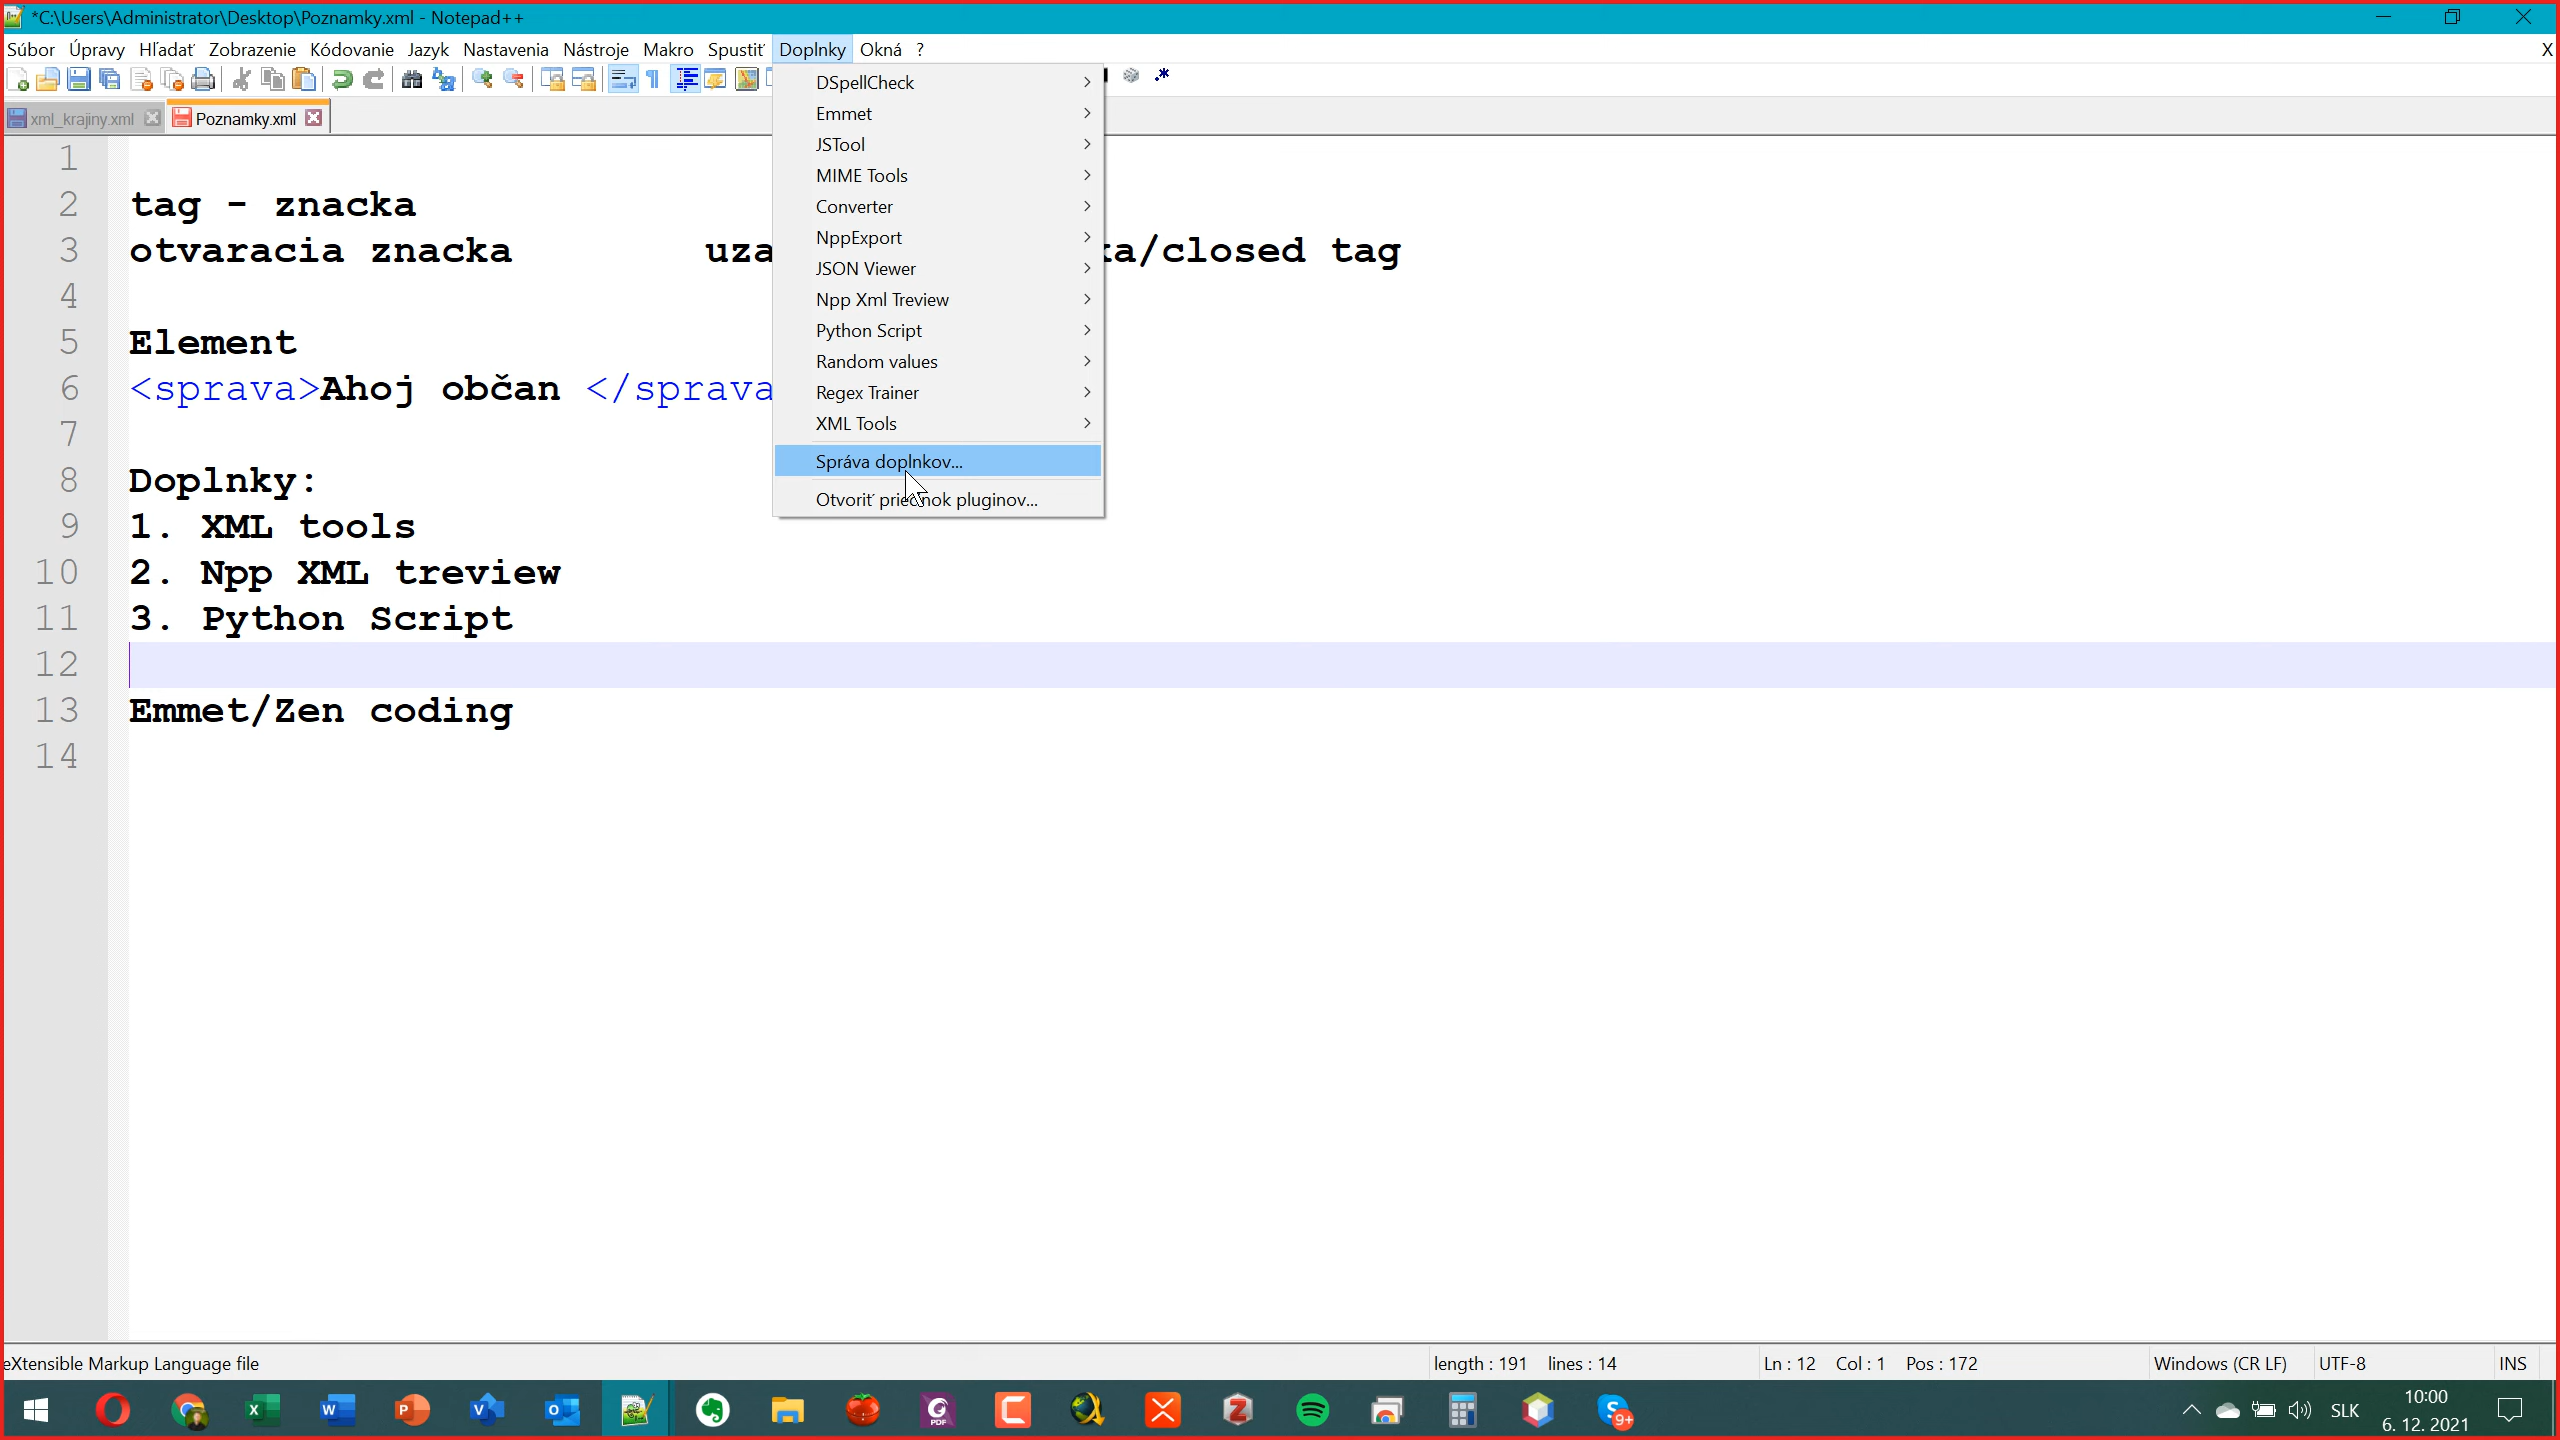 *C:\Users\Administrator\Desktop\Poznamky.xml - Notepad++
Súbor Úpravy Hľadať Zobrazenie Kódovanie Jazyk Nastavenia Nástroje Makro Spustiť Doplnky Okná ? X
xml_krajiny.xml Poznamky.xml
DSpellCheck
Emmet
JSTool
MIME Tools
Converter
NppExport
JSON Viewer
Npp Xml Treview
Python Script
Random values
Regex Trainer
XML Tools
Správa doplnkov...
Otvoriť pluginov...
1
2 tag - znacka
3 otvaracia znacka uza a/closed tag
4
5 Element
6 <sprava>Ahoj občan </sprava
7
8 Doplnky:
9 1. XML tools
10 2. Npp XML treview
11 3. Python Script
12
13 Emmet/Zen coding
14
eXtensible Markup Language file length : 191 lines : 14 Ln : 12 Col : 1 Pos : 172 Windows (CR LF) UTF-8 INS
SLK 10:00
6. 12. 2021
PDF
9+